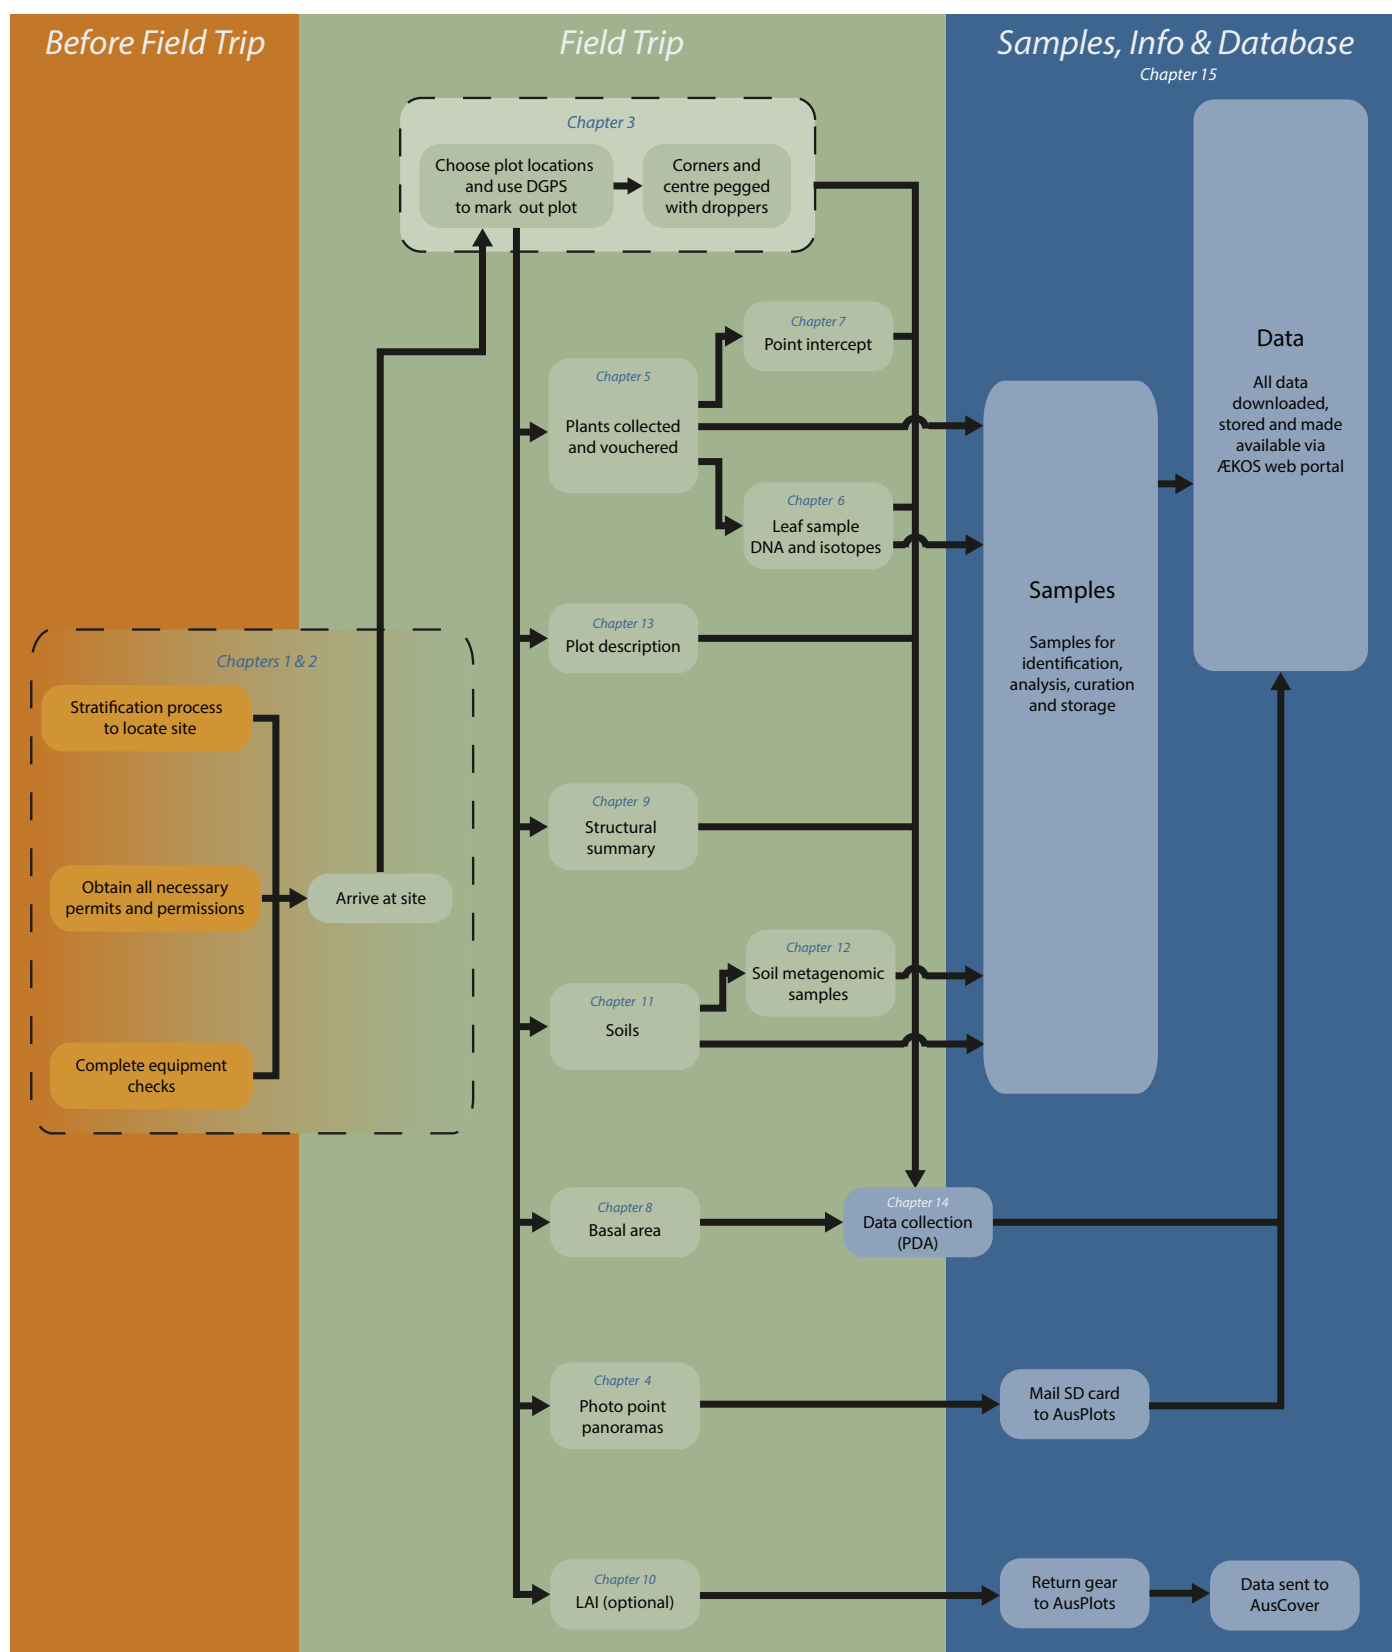 Before Field Trip
Field Trip
Samples, Info & Database
Chapter 15
Chapter 3
Choose plot locations
and use DGPS
to mark out plot
Corners and
centre pegged
with droppers
Chapter 7
Point intercept
Chapter 5
Plants collected
and vouchered
Chapter 6
Leaf sample
DNA and isotopes
Data
All data
downloaded,
stored and made
available via
ÆKOS web portal
Samples
Samples for
identification,
analysis, curation
and storage
Chapter 13
Plot description
Chapters 1 & 2
Stratification process
to locate site
Obtain all necessary
permits and permissions
Complete equipment
checks
Arrive at site
Chapter 9
Structural
summary
Chapter 12
Soil metagenomic
samples
Chapter 11
Soils
Chapter 8
Basal area
Chapter 14
Data collection
(PDA)
Chapter 4
Photo point
panoramas
Mail SD card
to AusPlots
Chapter 10
LAI (optional)
Return gear
to AusPlots
Data sent to
AusCover